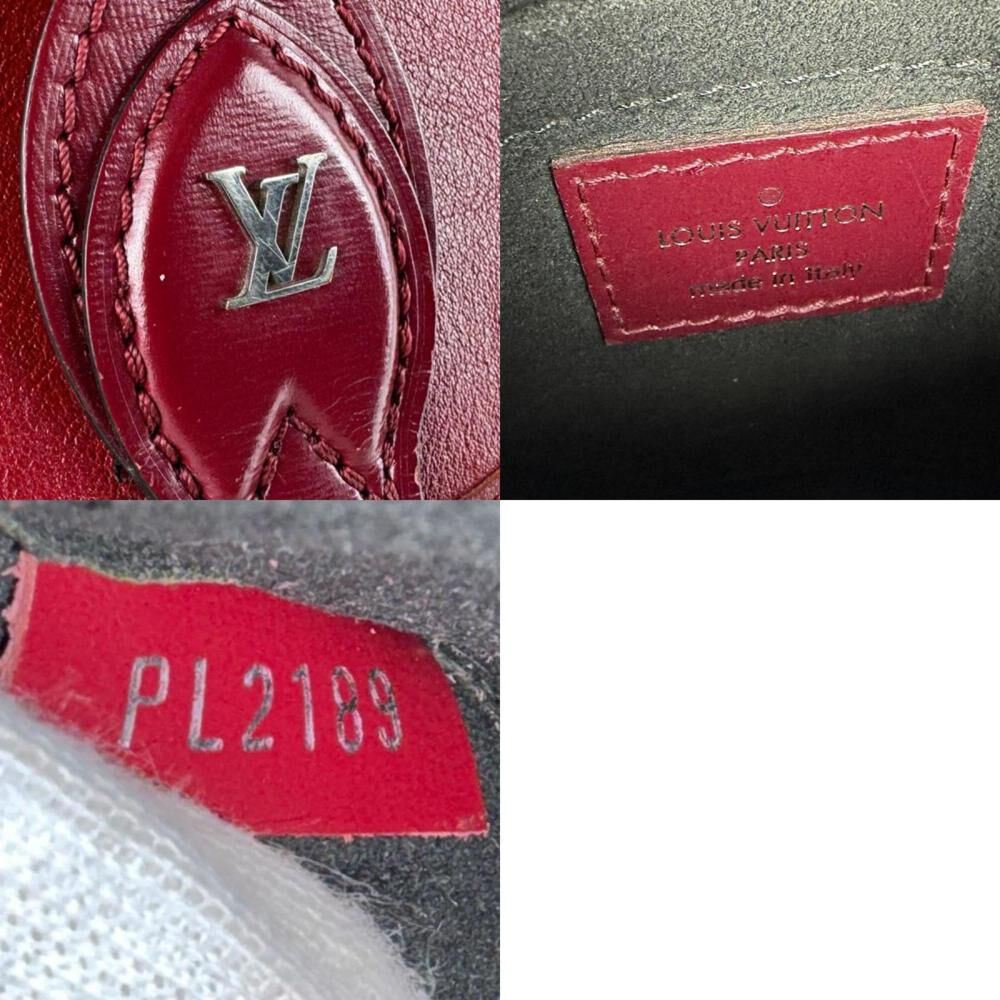 LV
LOUIS VUITTON
PARIS
made in Italy
PL2189